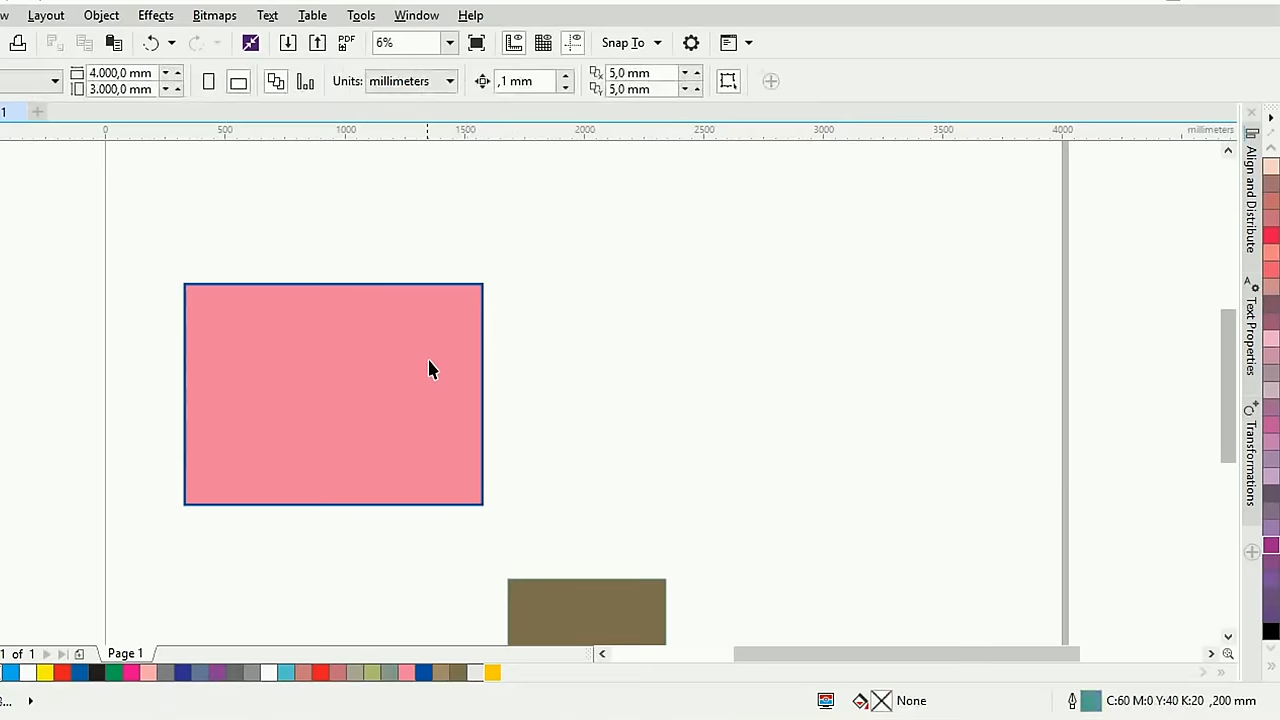 w Layout Object Effects Bitmaps Text Table Tools Window Help
PDF 6% Snap To
4.000,0 mm Units: millimeters ,1 mm 5,0 mm
3.000,0 mm 5,0 mm
1
0 500 1000 1500 2000 2500 3000 3500 4000 millimeters
Align and Distribute
Text Properties
Transformations
1 of 1 Page 1
... None C:60 M:0 Y:40 K:20 ,200 mm